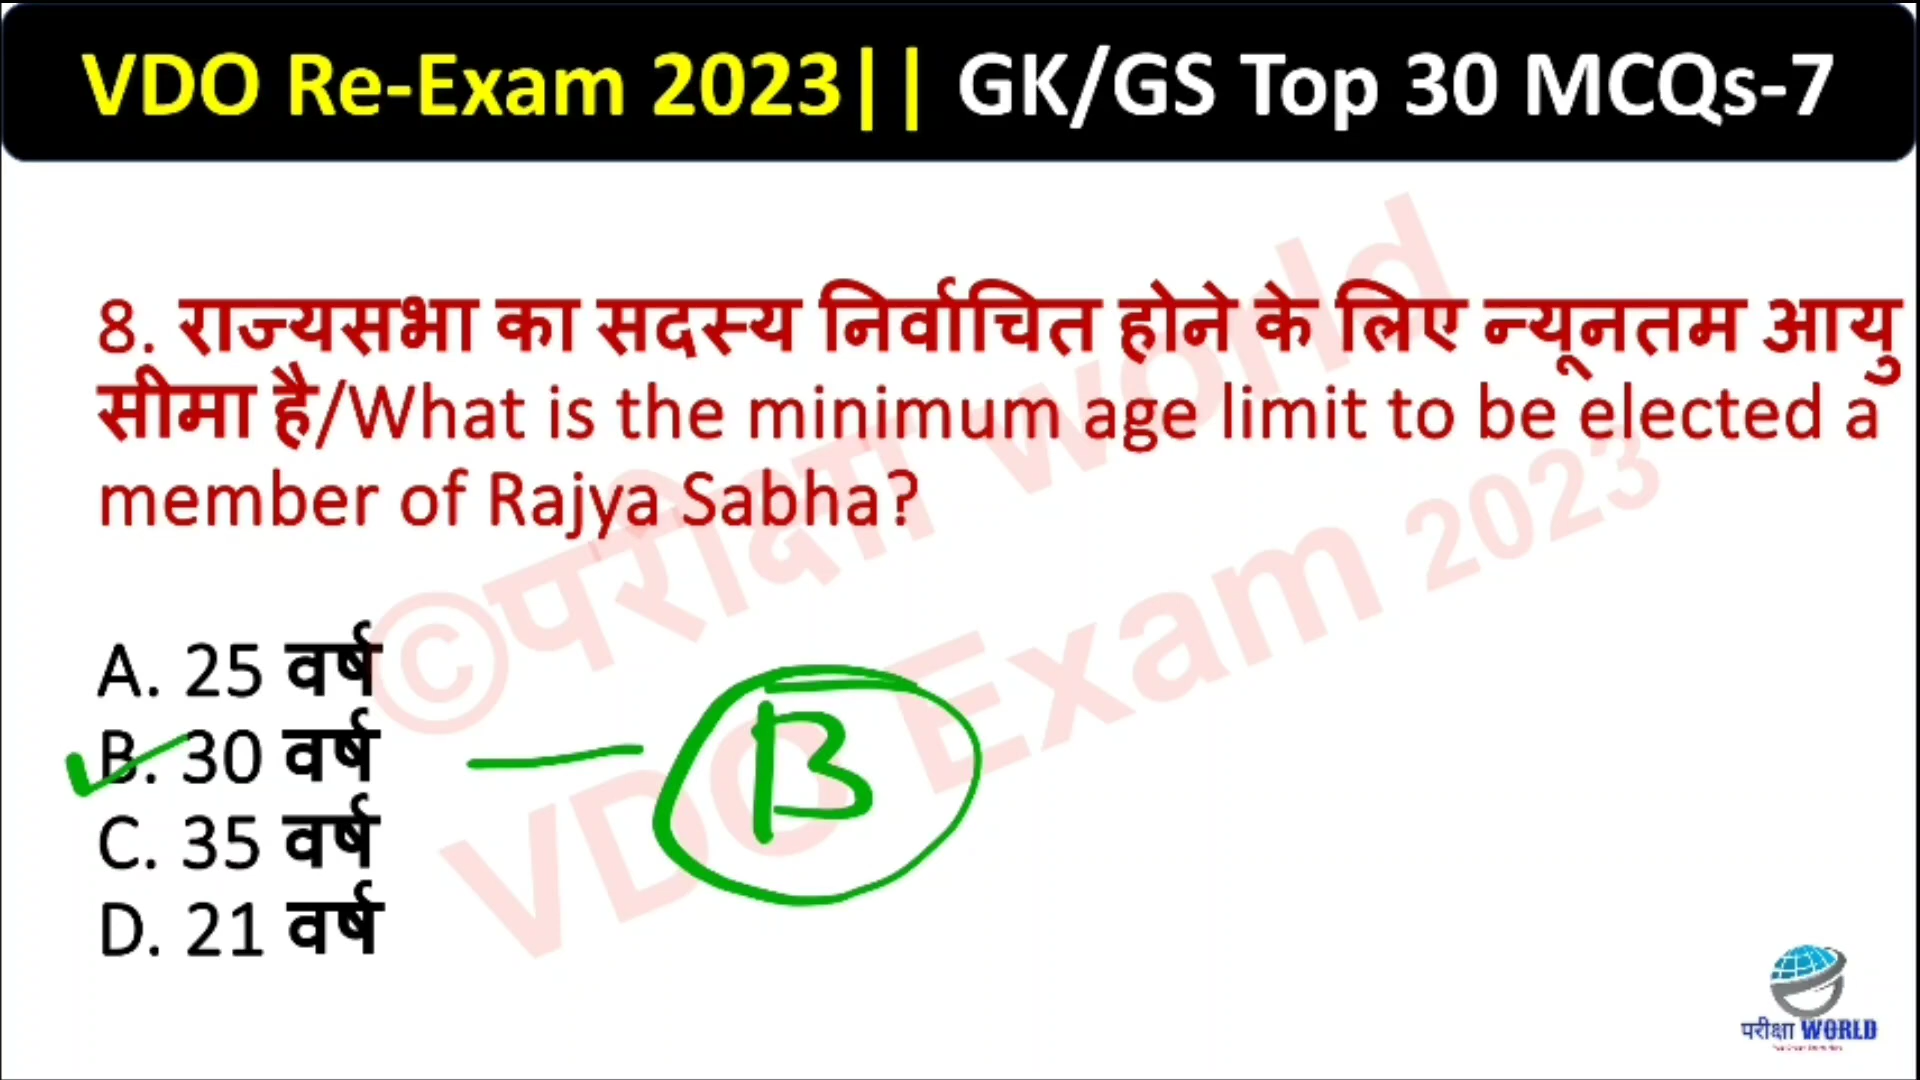 VDO Re-Exam 2023|| GK/GS Top 30 MCQs-7
8. राज्यसभा का सदस्य निर्वाचित होने के लिए न्यूनतम आयु
सीमा है/What is the minimum age limit to be elected a
member of Rajya Sabha?
©परीक्षा world
VDO Exam 2023
A. 25 वर्ष
B. 30 वर्ष
B
C. 35 वर्ष
D. 21 वर्ष
परीक्षा WORLD